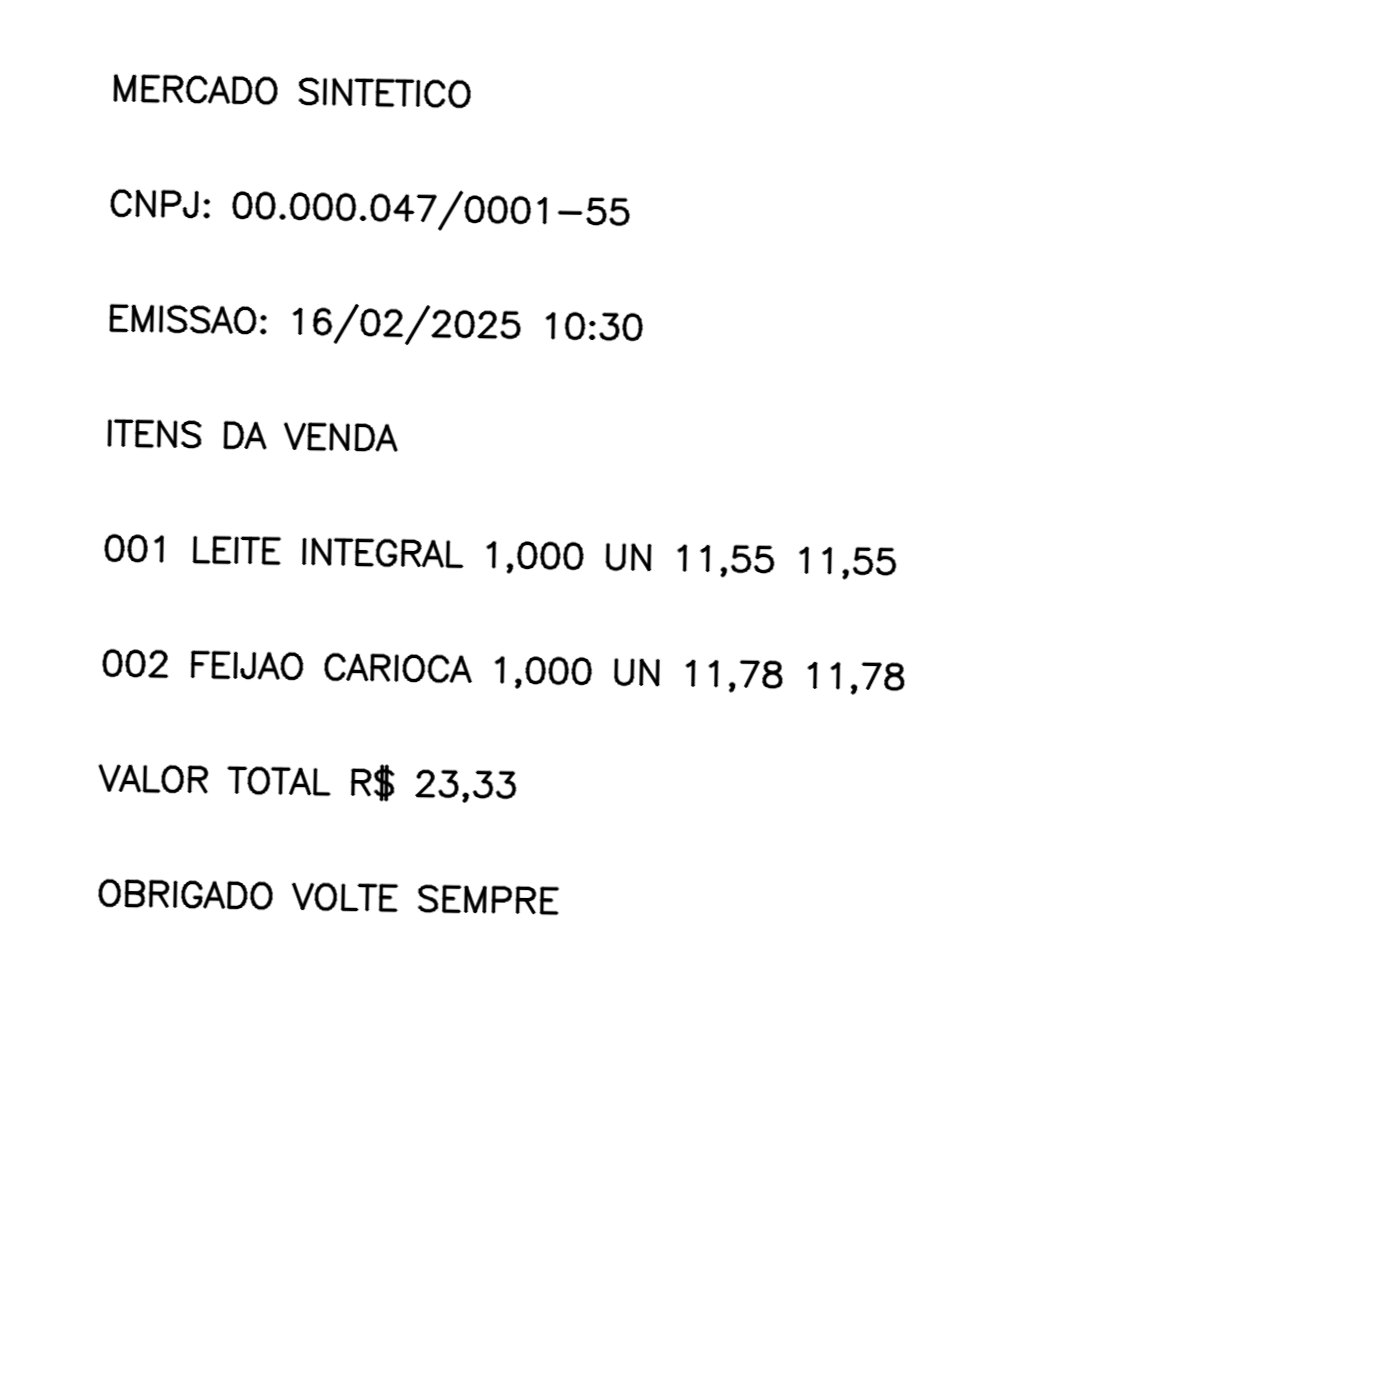 MERCADO SINTETICO
CNPJ: 00.000.047/0001-55
EMISSAO: 16/02/2025 10:30
ITENS DA VENDA
001 LEITE INTEGRAL 1,000 UN 11,55 11,55
002 FEIJAO CARIOCA 1,000 UN 11,78 11,78
VALOR TOTAL R$ 23,33
OBRIGADO VOLTE SEMPRE